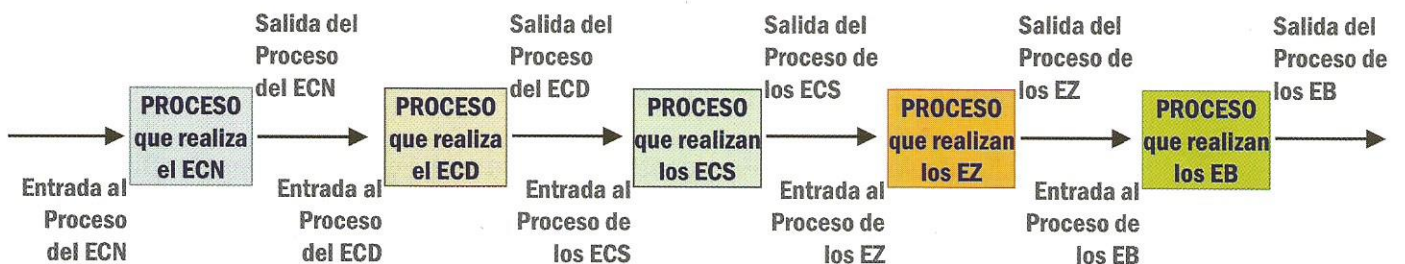 Salida del
Proceso
del ECN
Salida del
Proceso
del ECD
Salida del
Proceso de
los ECS
Salida del
Proceso de
los EZ
Salida del
Proceso de
los EB
PROCESO
que realiza
el ECN
PROCESO
que realiza
el ECD
PROCESO
que realizan
los ECS
PROCESO
que realizan
los EZ
PROCESO
que realizan
los EB
Entrada al
Proceso
del ECN
Entrada al
Proceso
del ECD
Entrada al
Proceso de
los ECS
Entrada al
Proceso de
los EZ
Entrada al
Proceso de
los EB